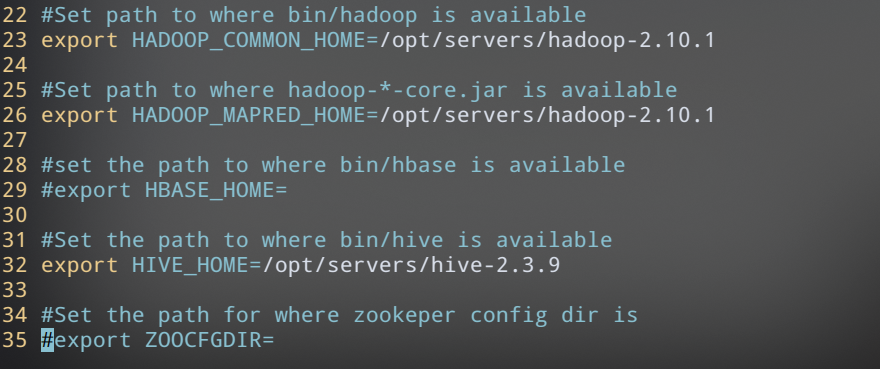 22 #Set path to where bin/hadoop is available
23 export HADOOP_COMMON_HOME=/opt/servers/hadoop-2.10.1
24
25 #Set path to where hadoop-*-core.jar is available
26 export HADOOP_MAPRED_HOME=/opt/servers/hadoop-2.10.1
27
28 #set the path to where bin/hbase is available
29 #export HBASE_HOME=
30
31 #Set the path to where bin/hive is available
32 export HIVE_HOME=/opt/servers/hive-2.3.9
33
34 #Set the path for where zookeper config dir is
35 #export ZOOCFGDIR=